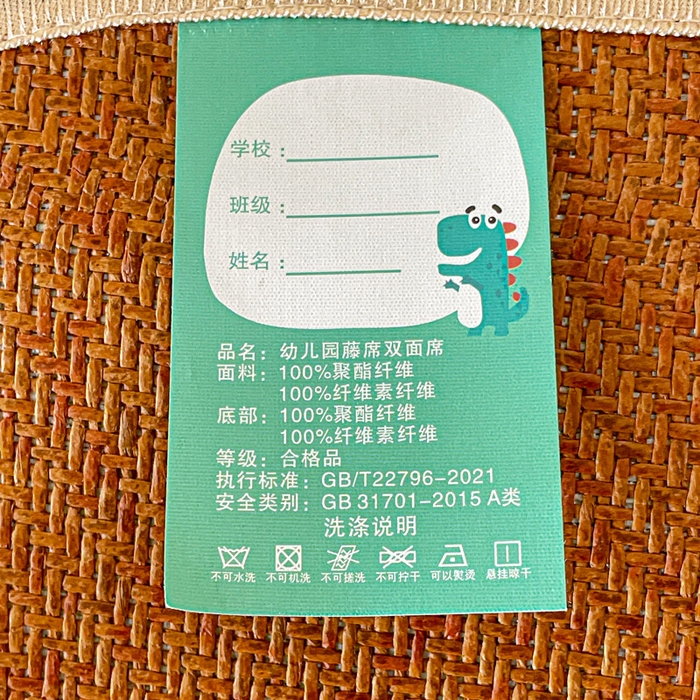 学校：
班级：
姓名：
品名：幼儿园藤席双面席
面料：100%聚酯纤维
100%纤维素纤维
底部：100%聚酯纤维
100%纤维素纤维
等级：合格品
执行标准：GB/T22796-2021
安全类别：GB 31701-2015 A类
洗涤说明
不可水洗 不可机洗 不可搓洗 不可拧干 可以熨烫 悬挂晾干